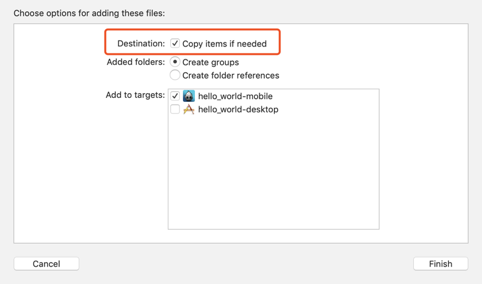 Choose options for adding these files:
Destination: Copy items if needed
Added folders: Create groups
Create folder references
Add to targets: hello_world-mobile
hello_world-desktop
Cancel Finish